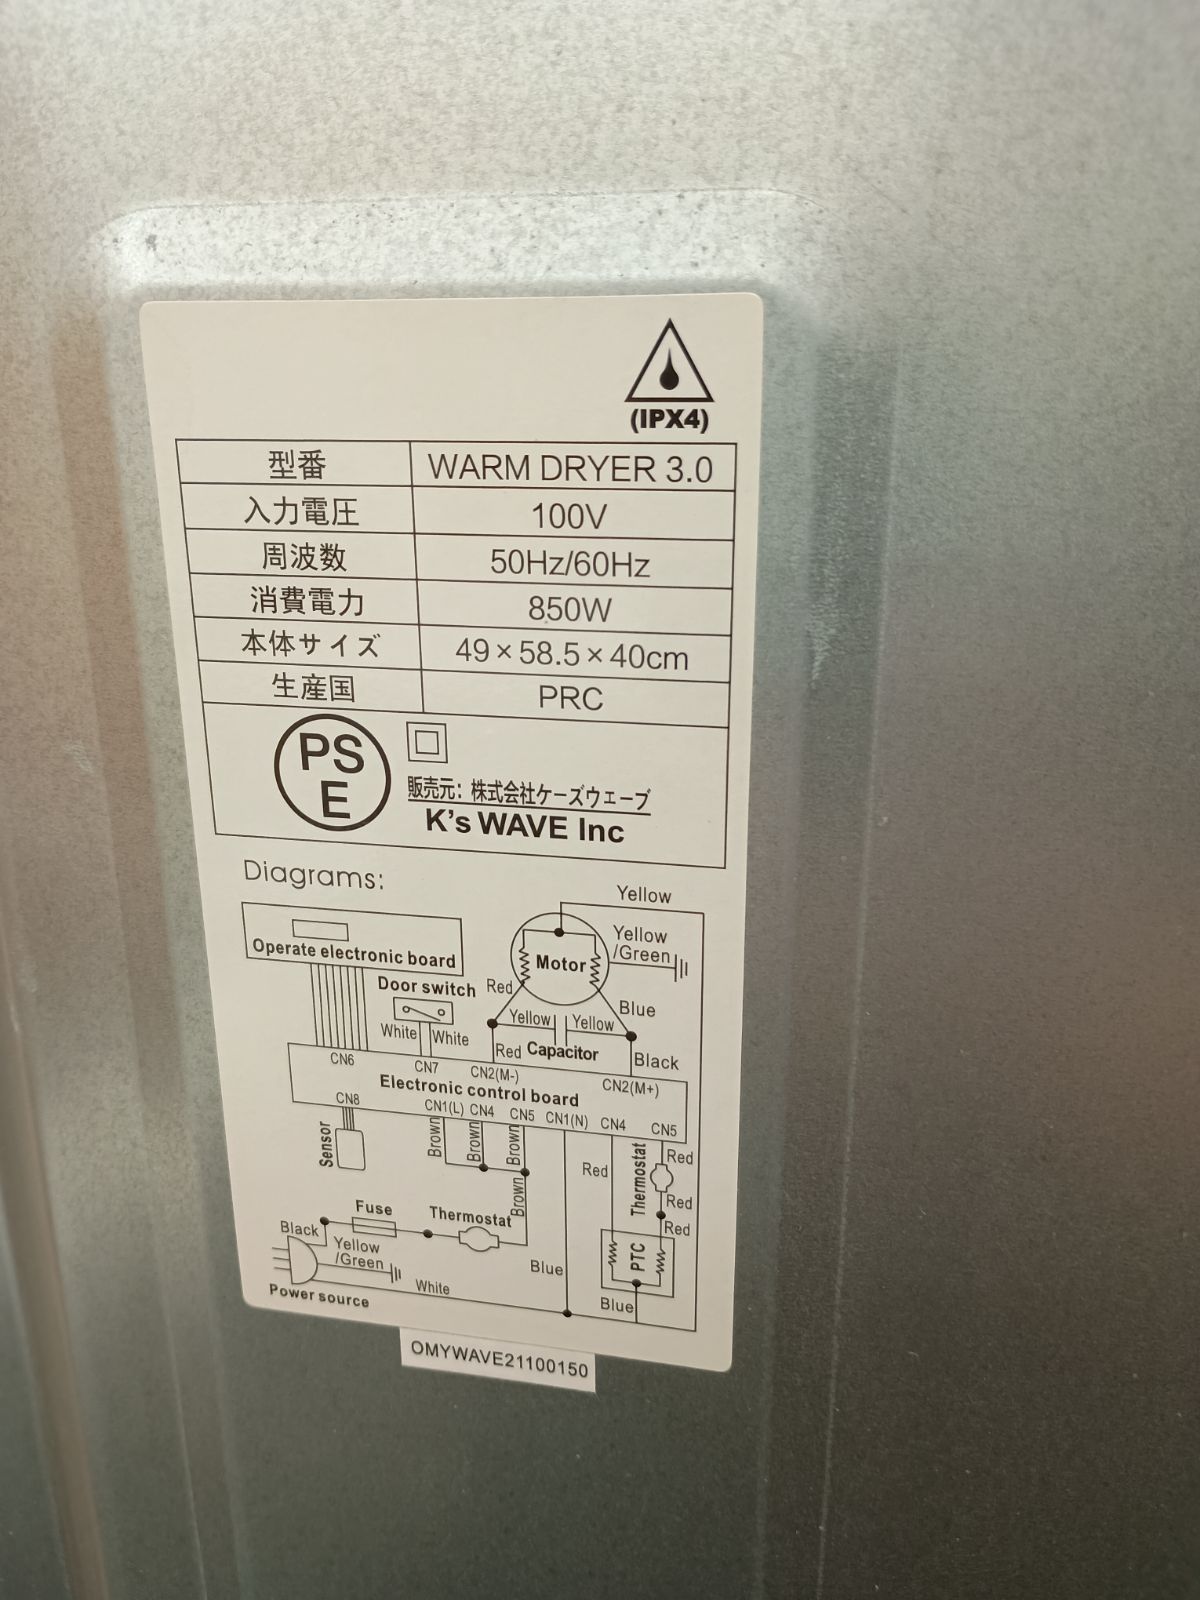 (IPX4)
型番 WARM DRYER 3.0
入力電圧 100V
周波数 50Hz/60Hz
消費電力 850W
本体サイズ 49×58.5×40cm
生産国 PRC
PS
E
販売元: 株式会社ケーズウェーブ
K's WAVE Inc
Diagrams:
Yellow
Operate electronic board
Motor
Yellow
/Green
Door switch
Red
Blue
White
White
Yellow
Yellow
Red
Capacitor
Black
CN6
CN7
CN2(M-)
CN2(M+)
Electronic control board
CN8
CN1(L)
CN4
CN5
CN1(N)
CN4
CN5
Sensor
Brown
Brown
Brown
Brown
Red
Thermostat
Red
Red
Red
Fuse
Thermostat
Black
Yellow
/Green
PTC
Blue
White
Blue
Power source
OMYWAVE21100150